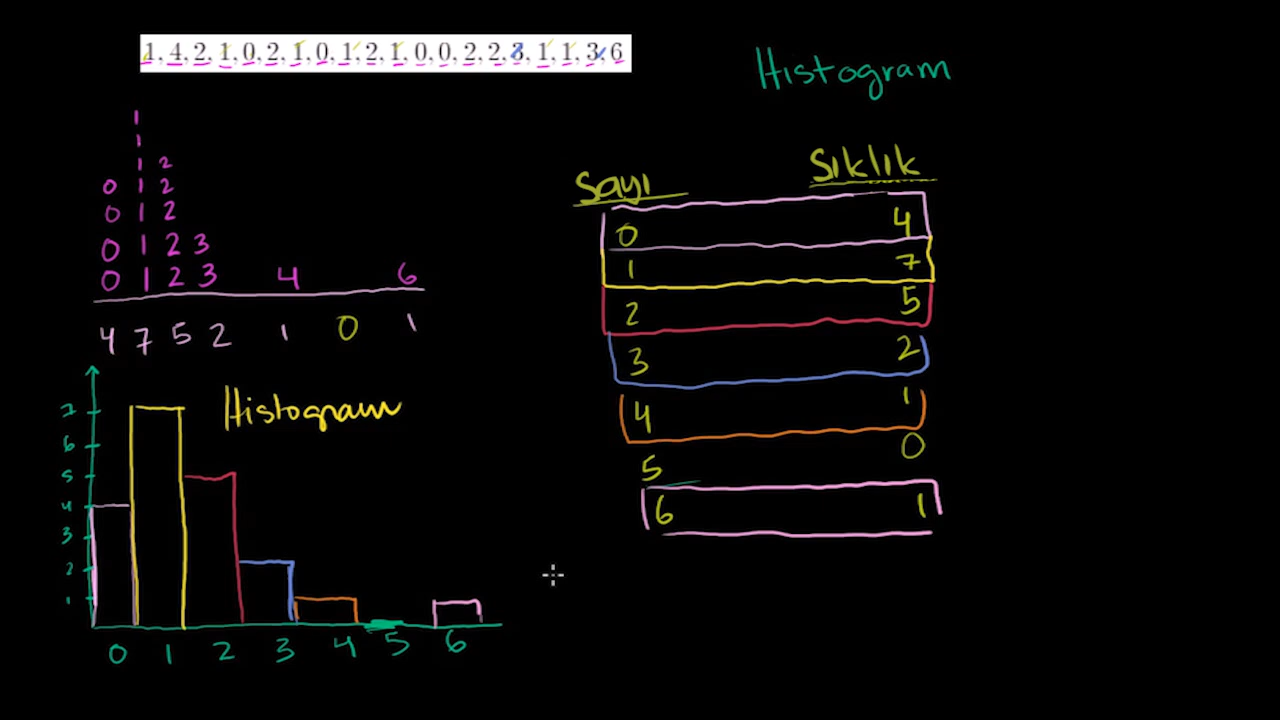 1, 4, 2, 1, 0, 2, 1, 0, 1, 2, 1, 0, 0, 2, 2, 3, 1, 1, 3, 6
Histogram
1
1
1 2
0 1 2
0 1 2
0 1 2 3
0 1 2 3 4 6
4 7 5 2 1 0 1
Sayı Sıklık
0 4
1 7
2 5
3 2
4 1
5 0
6 1
Histogram
7
6
5
4
3
2
1
0 1 2 3 4 5 6